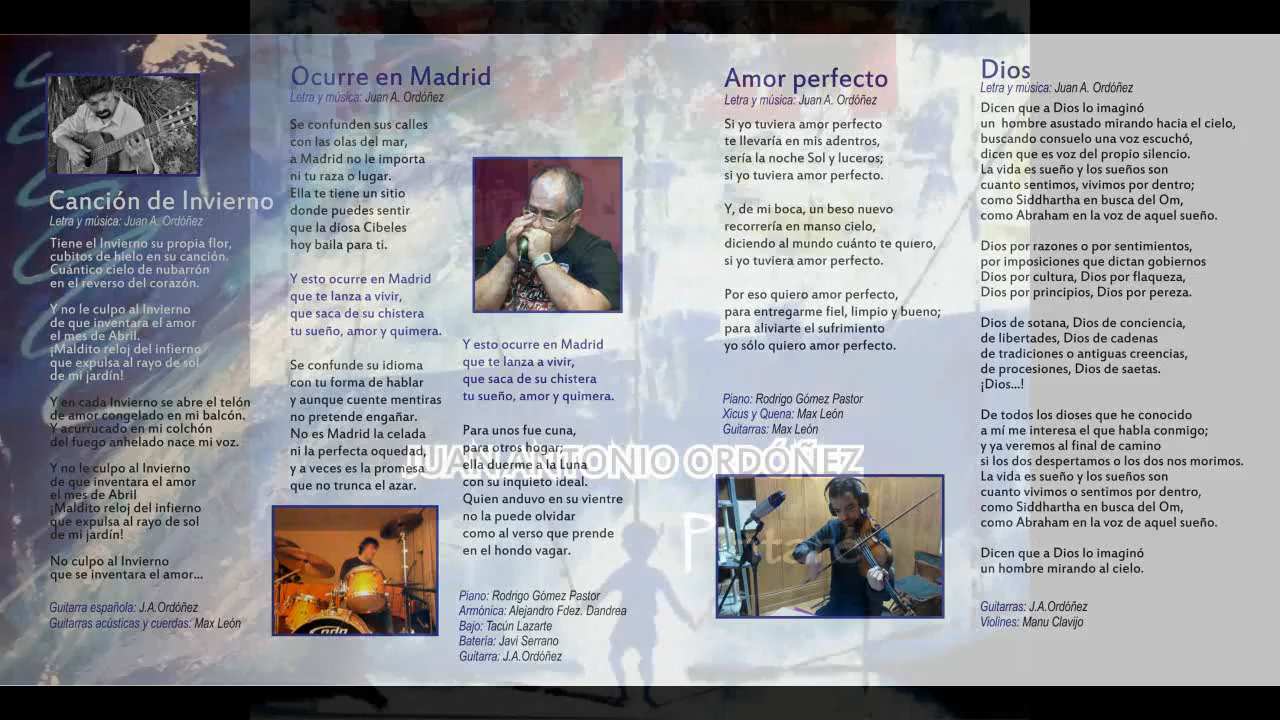 Canción de Invierno
Letra y música: Juan A. Ordóñez
Tiene el Invierno su propia flor,
cubitos de hielo en su canción.
Cuántico cielo de nubarrón
en el reverso del corazón.
Y no le culpo al Invierno
de que inventara el amor
el mes de Abril.
¡Maldito reloj del infierno
que expulsa al rayo de sol
de mi jardín!
Y en cada Invierno se abre el telón
de amor congelado en mi balcón.
Y acurrucado en mi colchón
del fuego anhelado nace mi voz.
Y no le culpo al Invierno
de que inventara el amor
el mes de Abril
¡Maldito reloj del infierno
que expulsa al rayo de sol
de mi jardín!
No culpo al Invierno
que se inventara el amor...
Guitarra española: J.A.Ordóñez
Guitarras acústicas y cuerdas: Max León
Ocurre en Madrid
Letra y música: Juan A. Ordóñez
Se confunden sus calles
con las olas del mar,
a Madrid no le importa
ni tu raza o lugar.
Ella te tiene un sitio
donde puedes sentir
que la diosa Cibeles
hoy baila para ti.
Y esto ocurre en Madrid
que te lanza a vivir,
que saca de su chistera
tu sueño, amor y quimera.
Se confunde su idioma
con tu forma de hablar
y aunque cuente mentiras
no pretende engañar.
No es Madrid la celada
ni la perfecta oquedad,
y a veces es la promesa
que no trunca el azar.
Y esto ocurre en Madrid
que te lanza a vivir,
que saca de su chistera
tu sueño, amor y quimera.
Para unos fue cuna,
para otros hogar;
ella duerme a la Luna
con su inquieto ideal.
Quien anduvo en su vientre
no la puede olvidar
como al verso que prende
en el hondo vagar.
Piano: Rodrigo Gómez Pastor
Armónica: Alejandro Fdez. Dandrea
Bajo: Tacún Lazarte
Batería: Javi Serrano
Guitarra: J.A.Ordóñez
JUAN ANTONIO ORDÓÑEZ
Amor perfecto
Letra y música: Juan A. Ordóñez
Si yo tuviera amor perfecto
te llevaría en mis adentros,
sería la noche Sol y luceros;
si yo tuviera amor perfecto.
Y, de mi boca, un beso nuevo
recorrería en manso cielo,
diciendo al mundo cuánto te quiero,
si yo tuviera amor perfecto.
Por eso quiero amor perfecto,
para entregarme fiel, limpio y bueno;
para aliviarte el sufrimiento
yo sólo quiero amor perfecto.
Piano: Rodrigo Gómez Pastor
Xicus y Quena: Max León
Guitarras: Max León
Dios
Letra y música: Juan A. Ordóñez
Dicen que a Dios lo imaginó
un hombre asustado mirando hacia el cielo,
buscando consuelo una voz escuchó,
dicen que es voz del propio silencio.
La vida es sueño y los sueños son
cuanto sentimos, vivimos por dentro;
como Siddhartha en busca del Om,
como Abraham en la voz de aquel sueño.
Dios por razones o por sentimientos,
por imposiciones que dictan gobiernos
Dios por cultura, Dios por flaqueza,
Dios por principios, Dios por pereza.
Dios de sotana, Dios de conciencia,
de libertades, Dios de cadenas
de tradiciones o antiguas creencias,
de procesiones, Dios de saetas.
¡Dios...!
De todos los dioses que he conocido
a mí me interesa el que habla conmigo;
y ya veremos al final de camino
si los dos despertamos o los dos nos morimos.
La vida es sueño y los sueños son
cuanto vivimos o sentimos por dentro,
como Siddhartha en busca del Om,
como Abraham en la voz de aquel sueño.
Dicen que a Dios lo imaginó
un hombre mirando al cielo.
Guitarras: J.A.Ordóñez
Violines: Manu Clavijo